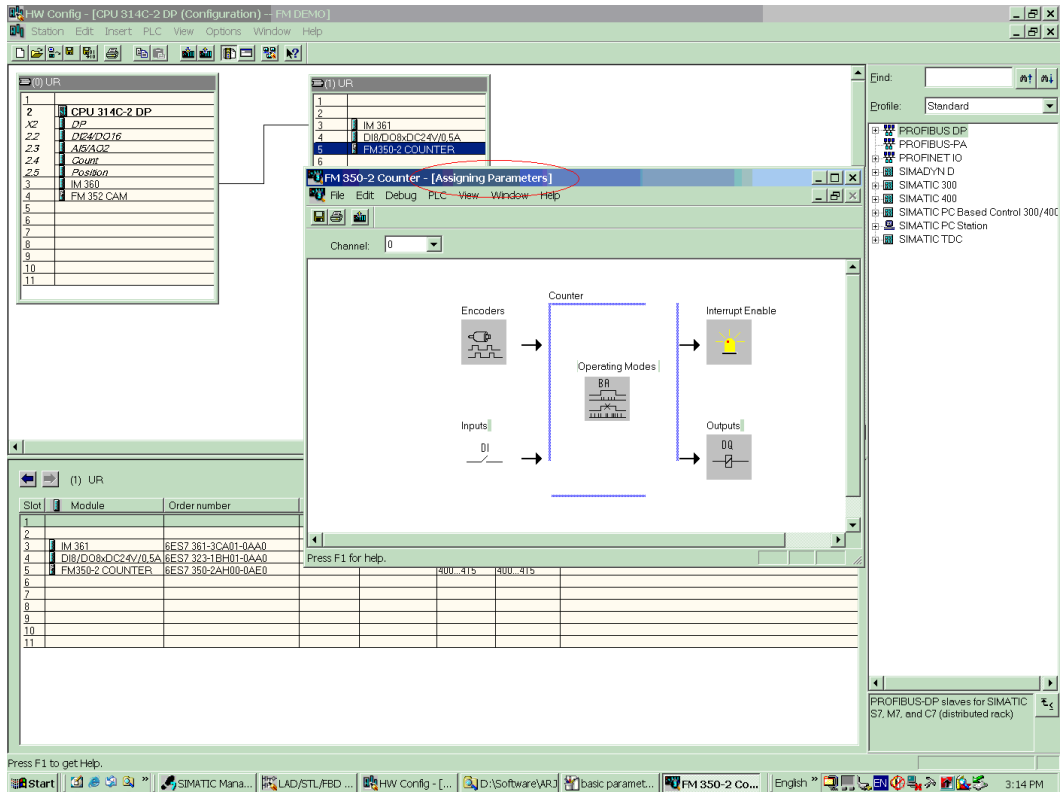 HW Config - [CPU 314C-2 DP (Configuration) -- FM DEMO]
Station Edit Insert PLC View Options Window Help
(0) UR
1
2 CPU 314C-2 DP
X2 DP
2.2 DI24/DO16
2.3 AI5/AO2
2.4 Count
2.5 Position
3 IM 360
4 FM 352 CAM
5
6
7
8
9
10
11
(1) UR
1
2
3 IM 361
4 DI8/DO8xDC24V/0,5A
5 FM350-2 COUNTER
6
Find:
Profile: Standard
PROFIBUS DP
PROFIBUS-PA
PROFINET IO
SIMADYN D
SIMATIC 300
SIMATIC 400
SIMATIC PC Based Control 300/400
SIMATIC PC Station
SIMATIC TDC
FM 350-2 Counter - [Assigning Parameters]
File Edit Debug PLC View Window Help
Channel: 0
Counter
Encoders
Interrupt Enable
Operating Modes
BA
Inputs
DI
Outputs
DQ
Press F1 for help.
(1) UR
Slot Module Order number
1
2
3 IM 361 6ES7 361-3CA01-0AA0
4 DI8/DO8xDC24V/0,5A 6ES7 323-1BH01-0AA0
5 FM350-2 COUNTER 6ES7 350-2AH00-0AE0 400...415 400...415
6
7
8
9
10
11
PROFIBUS-DP slaves for SIMATIC
S7, M7, and C7 (distributed rack)
Press F1 to get Help.
Start SIMATIC Mana... LAD/STL/FBD ... HW Config - [... D:\Software\ARJ basic paramet... FM 350-2 Co... English EN 3:14 PM